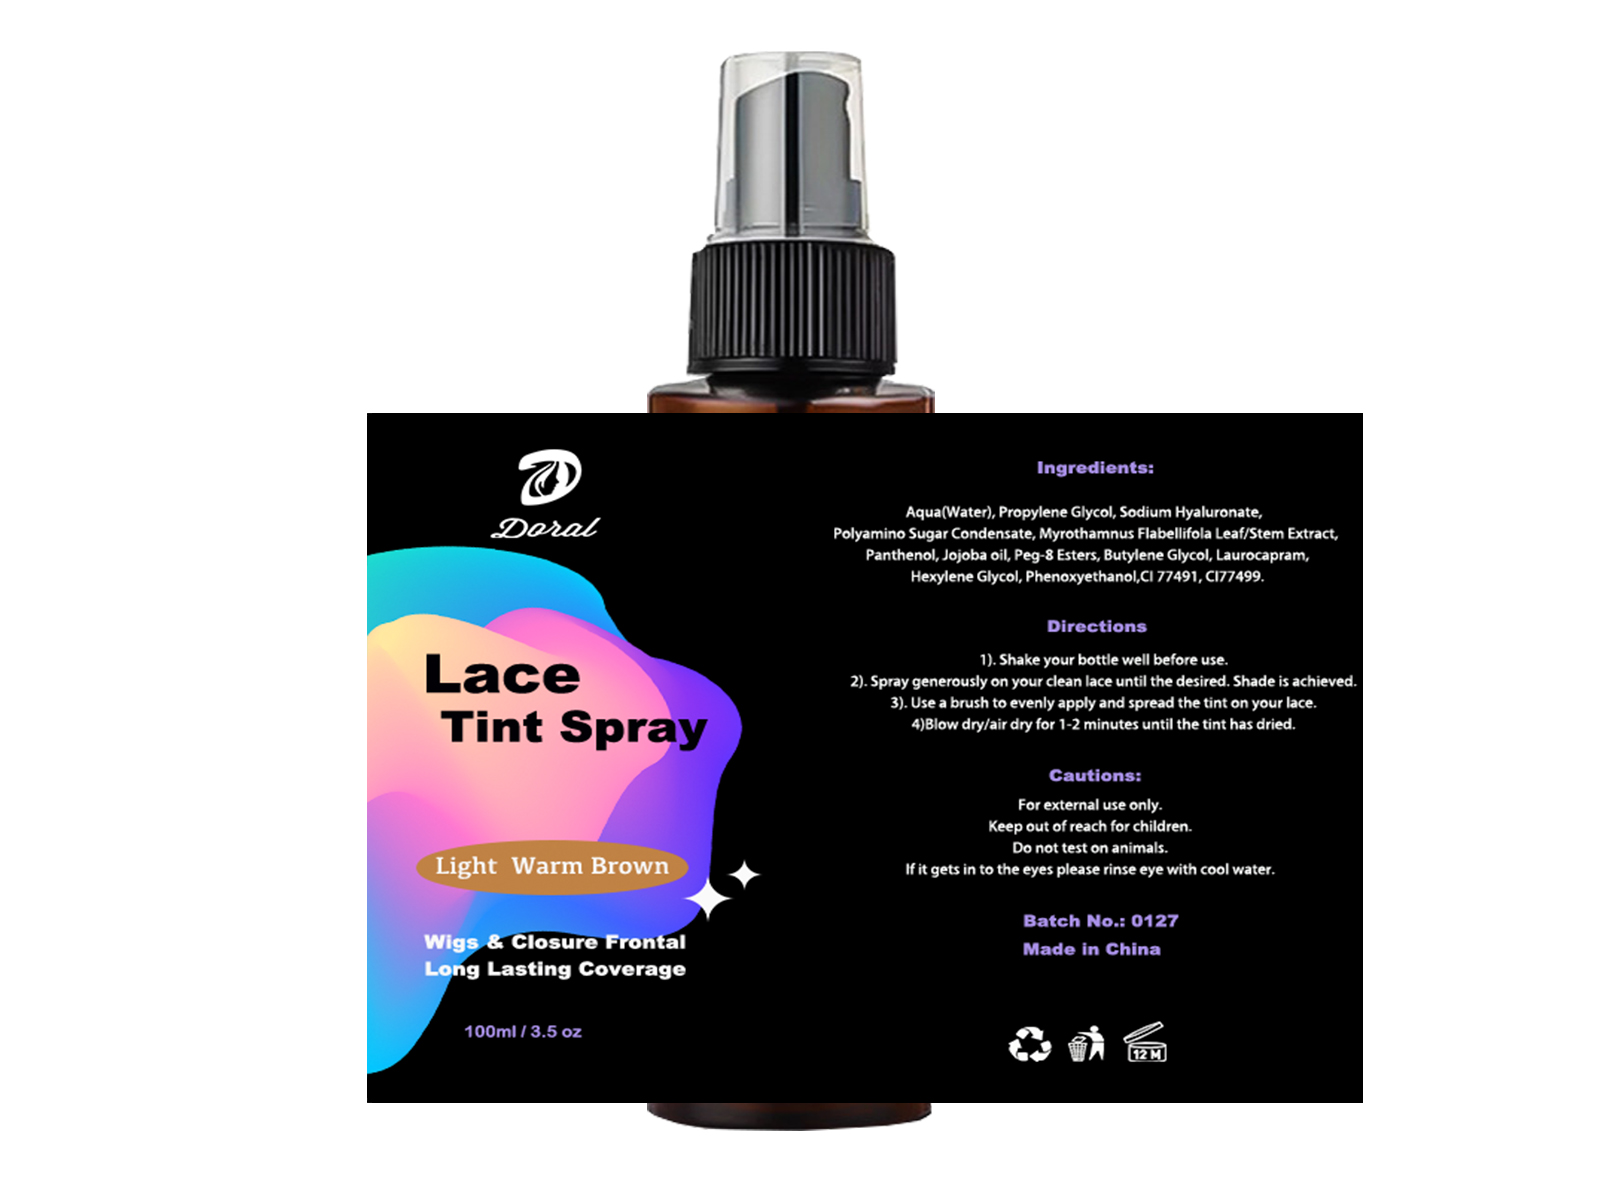 Doral
Lace
Tint Spray
Light Warm Brown
Wigs & Closure Frontal
Long Lasting Coverage
100ml / 3.5 oz
Ingredients:
Aqua(Water), Propylene Glycol, Sodium Hyaluronate,
Polyamino Sugar Condensate, Myrothamnus Flabellifola Leaf/Stem Extract,
Panthenol, Jojoba oil, Peg-8 Esters, Butylene Glycol, Laurocapram,
Hexylene Glycol, Phenoxyethanol,CI 77491, CI77499.
Directions
1). Shake your bottle well before use.
2). Spray generously on your clean lace until the desired. Shade is achieved.
3). Use a brush to evenly apply and spread the tint on your lace.
4)Blow dry/air dry for 1-2 minutes until the tint has dried.
Cautions:
For external use only.
Keep out of reach for children.
Do not test on animals.
If it gets in to the eyes please rinse eye with cool water.
Batch No.: 0127
Made in China
12 M